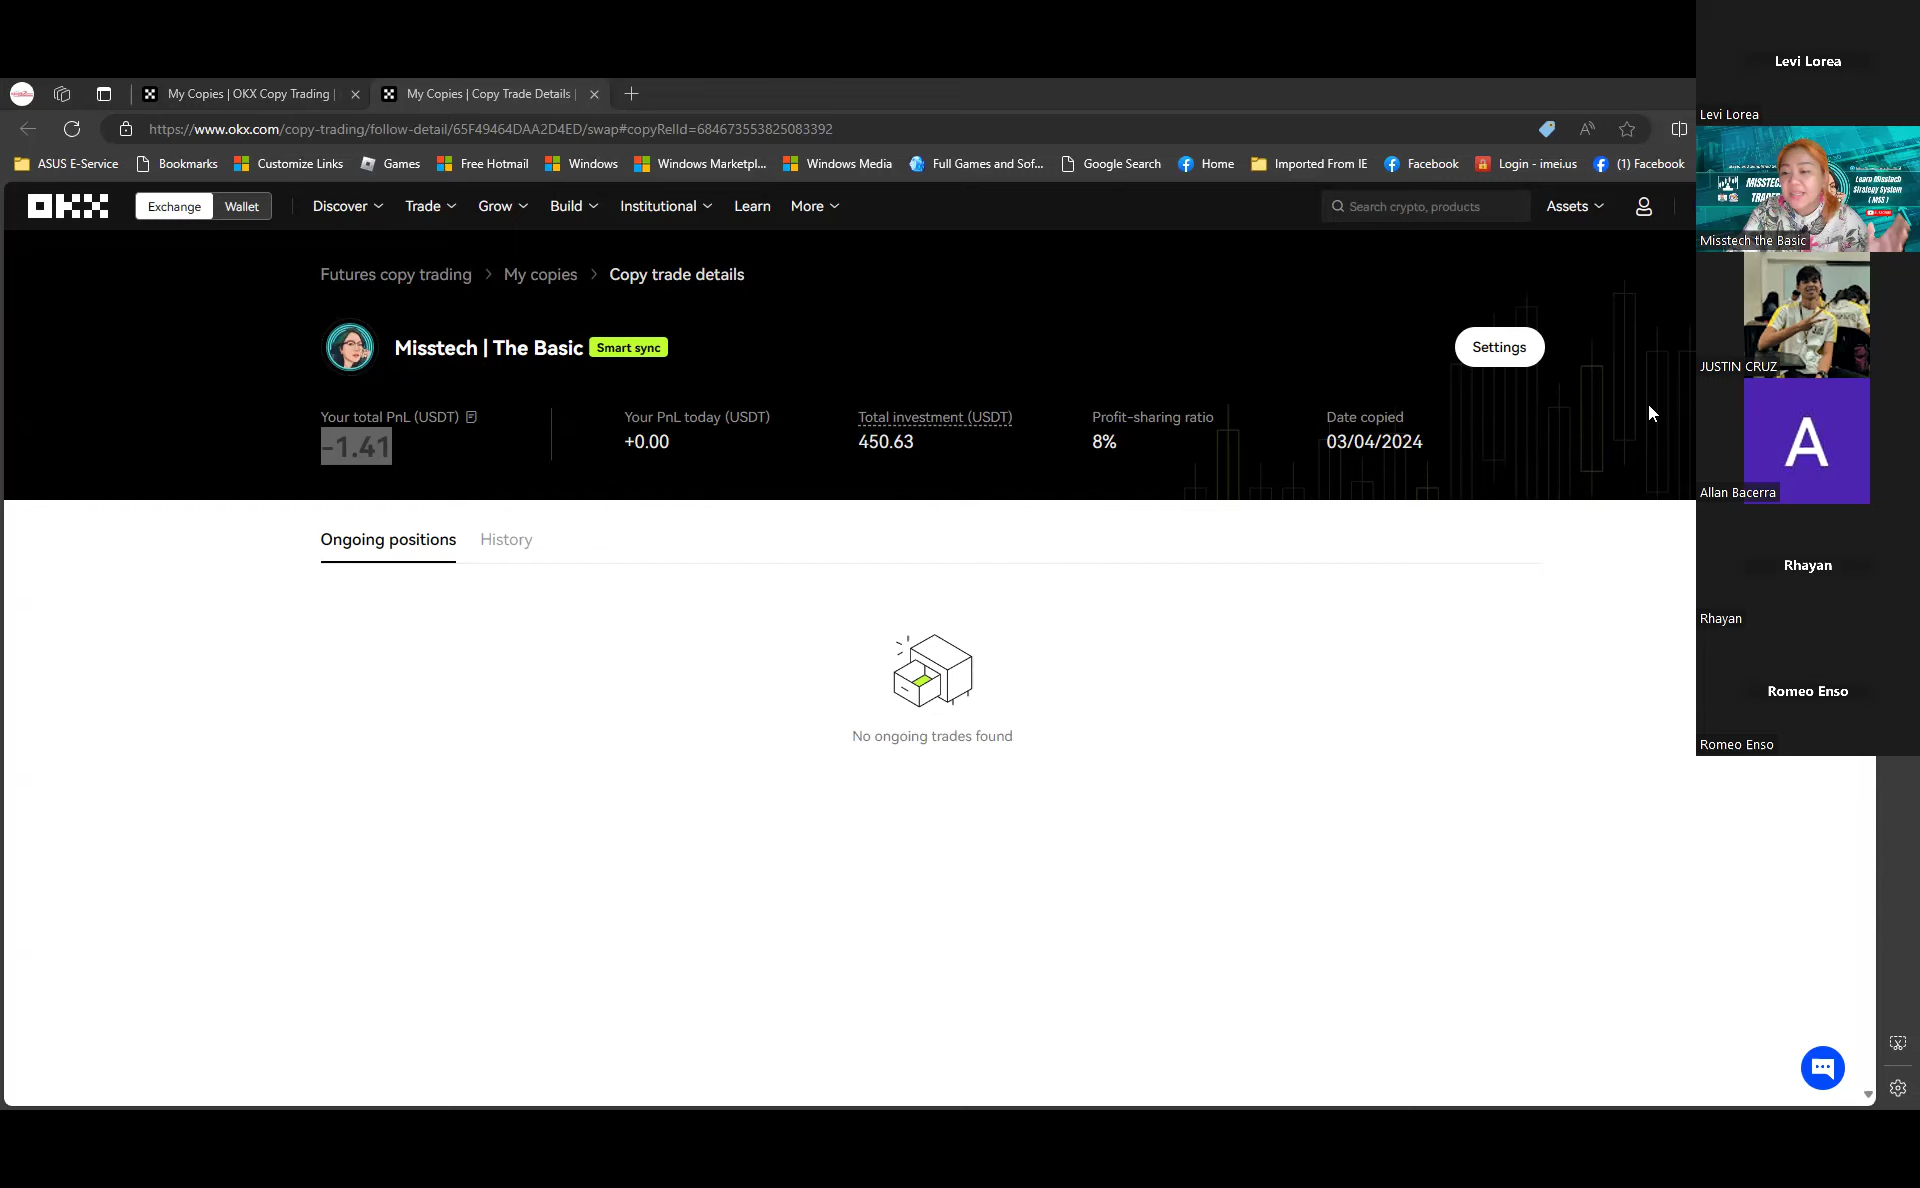 My Copies | OKX Copy Trading |
My Copies | Copy Trade Details |
https://www.okx.com/copy-trading/follow-detail/65F49464DAA2D4ED/swap#copyRelId=684673553825083392
ASUS E-Service
Bookmarks
Customize Links
Games
Free Hotmail
Windows
Windows Marketpl...
Windows Media
Full Games and Sof...
Google Search
Home
Imported From IE
Facebook
Login - imei.us
(1) Facebook
OKX
Exchange
Wallet
Discover
Trade
Grow
Build
Institutional
Learn
More
Search crypto, products
Assets
Futures copy trading
My copies
Copy trade details
Misstech | The Basic
Smart sync
Settings
Your total PnL (USDT)
-1.41
Your PnL today (USDT)
+0.00
Total investment (USDT)
450.63
Profit-sharing ratio
8%
Date copied
03/04/2024
Ongoing positions
History
No ongoing trades found
Levi Lorea
Levi Lorea
Learn Misstech
Strategy System
( MSS )
Misstech the Basic
JUSTIN CRUZ
A
Allan Bacerra
Rhayan
Rhayan
Romeo Enso
Romeo Enso